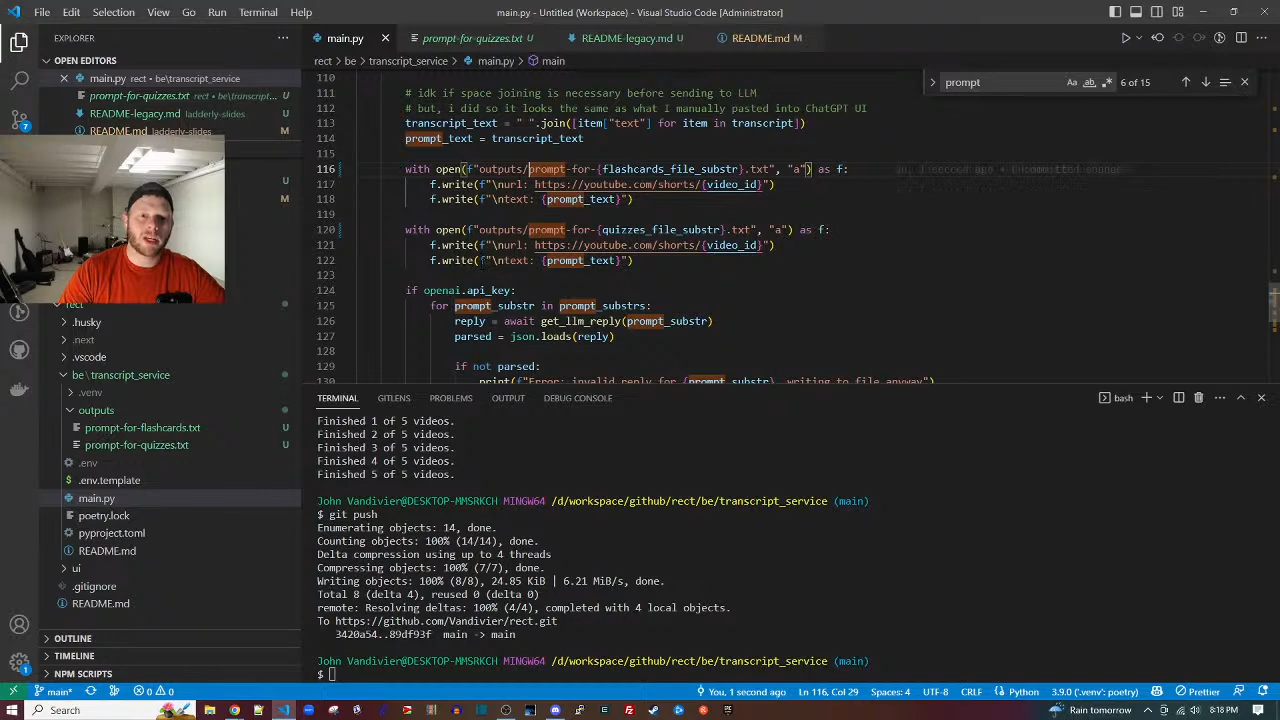 File Edit Selection View Go Run Terminal Help
main.py - Untitled (Workspace) - Visual Studio Code [Administrator]
EXPLORER
main.py
prompt-for-quizzes.txt U
README-legacy.md U
README.md M
OPEN EDITORS
main.py rect • be\transcript_service
prompt-for-quizzes.txt rect • be\transcript... U
README-legacy.md ladderly-slides U
README.md ladderly-slides M
M
rect > be > transcript_service > main.py > main
prompt
Aa ab .*
6 of 15
110
111 # idk if space joining is necessary before sending to LLM
112 # but, i did so it looks the same as what I manually pasted into ChatGPT UI
113 transcript_text = " ".join([item["text"] for item in transcript])
114 prompt_text = transcript_text
115
116 with open(f"outputs/prompt-for-{flashcards_file_substr}.txt", "a") as f:
117 f.write(f"\nurl: https://youtube.com/shorts/{video_id}")
118 f.write(f"\ntext: {prompt_text}")
119
120 with open(f"outputs/prompt-for-{quizzes_file_substr}.txt", "a") as f:
121 f.write(f"\nurl: https://youtube.com/shorts/{video_id}")
122 f.write(f"\ntext: {prompt_text}")
123
124 if openai.api_key:
125 for prompt_substr in prompt_substrs:
126 reply = await get_llm_reply(prompt_substr)
127 parsed = json.loads(reply)
128
129 if not parsed:
130 print(f"Error: invalid reply for {prompt_substr}, writing to file anyway")
7
rect
.husky
.next
.vscode
be\transcript_service
.venv
outputs
prompt-for-flashcards.txt U
prompt-for-quizzes.txt U
.env
.env.template
main.py
poetry.lock
pyproject.toml
README.md
ui
.gitignore
README.md
OUTLINE
TIMELINE
NPM SCRIPTS
1
TERMINAL GITLENS PROBLEMS OUTPUT DEBUG CONSOLE
bash
Finished 1 of 5 videos.
Finished 2 of 5 videos.
Finished 3 of 5 videos.
Finished 4 of 5 videos.
Finished 5 of 5 videos.
John Vandivier@DESKTOP-MMSRKCH MINGW64 /d/workspace/github/rect/be/transcript_service (main)
$ git push
Enumerating objects: 14, done.
Counting objects: 100% (14/14), done.
Delta compression using up to 4 threads
Compressing objects: 100% (7/7), done.
Writing objects: 100% (8/8), 24.85 KiB | 6.21 MiB/s, done.
Total 8 (delta 4), reused 0 (delta 0)
remote: Resolving deltas: 100% (4/4), completed with 4 local objects.
To https://github.com/Vandivier/rect.git
3420a54..89df93f main -> main
John Vandivier@DESKTOP-MMSRKCH MINGW64 /d/workspace/github/rect/be/transcript_service (main)
$
main* 0 0
You, 1 second ago Ln 116, Col 29 Spaces: 4 UTF-8 CRLF Python 3.9.0 ('.venv': poetry) Prettier
Search
Rain tomorrow 8:18 PM